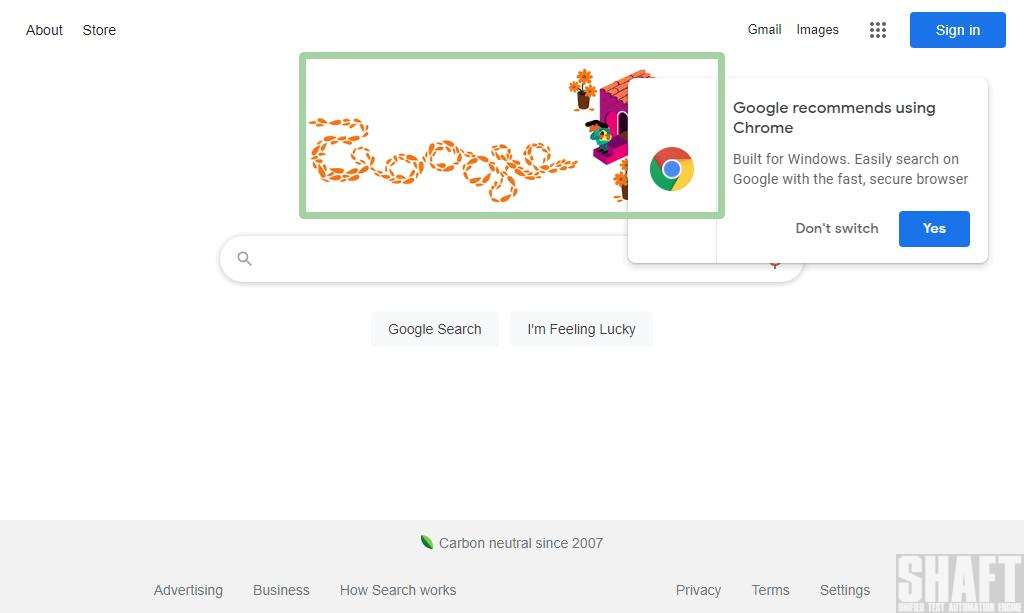 About Store
Gmail Images
Sign in
Google
Google recommends using
Chrome
Built for Windows. Easily search on
Google with the fast, secure browser
Don't switch Yes
Google Search I'm Feeling Lucky
Carbon neutral since 2007
Advertising Business How Search works
Privacy Terms Settings
SHAFT
UNIFIED TEST AUTOMATION ENGINE